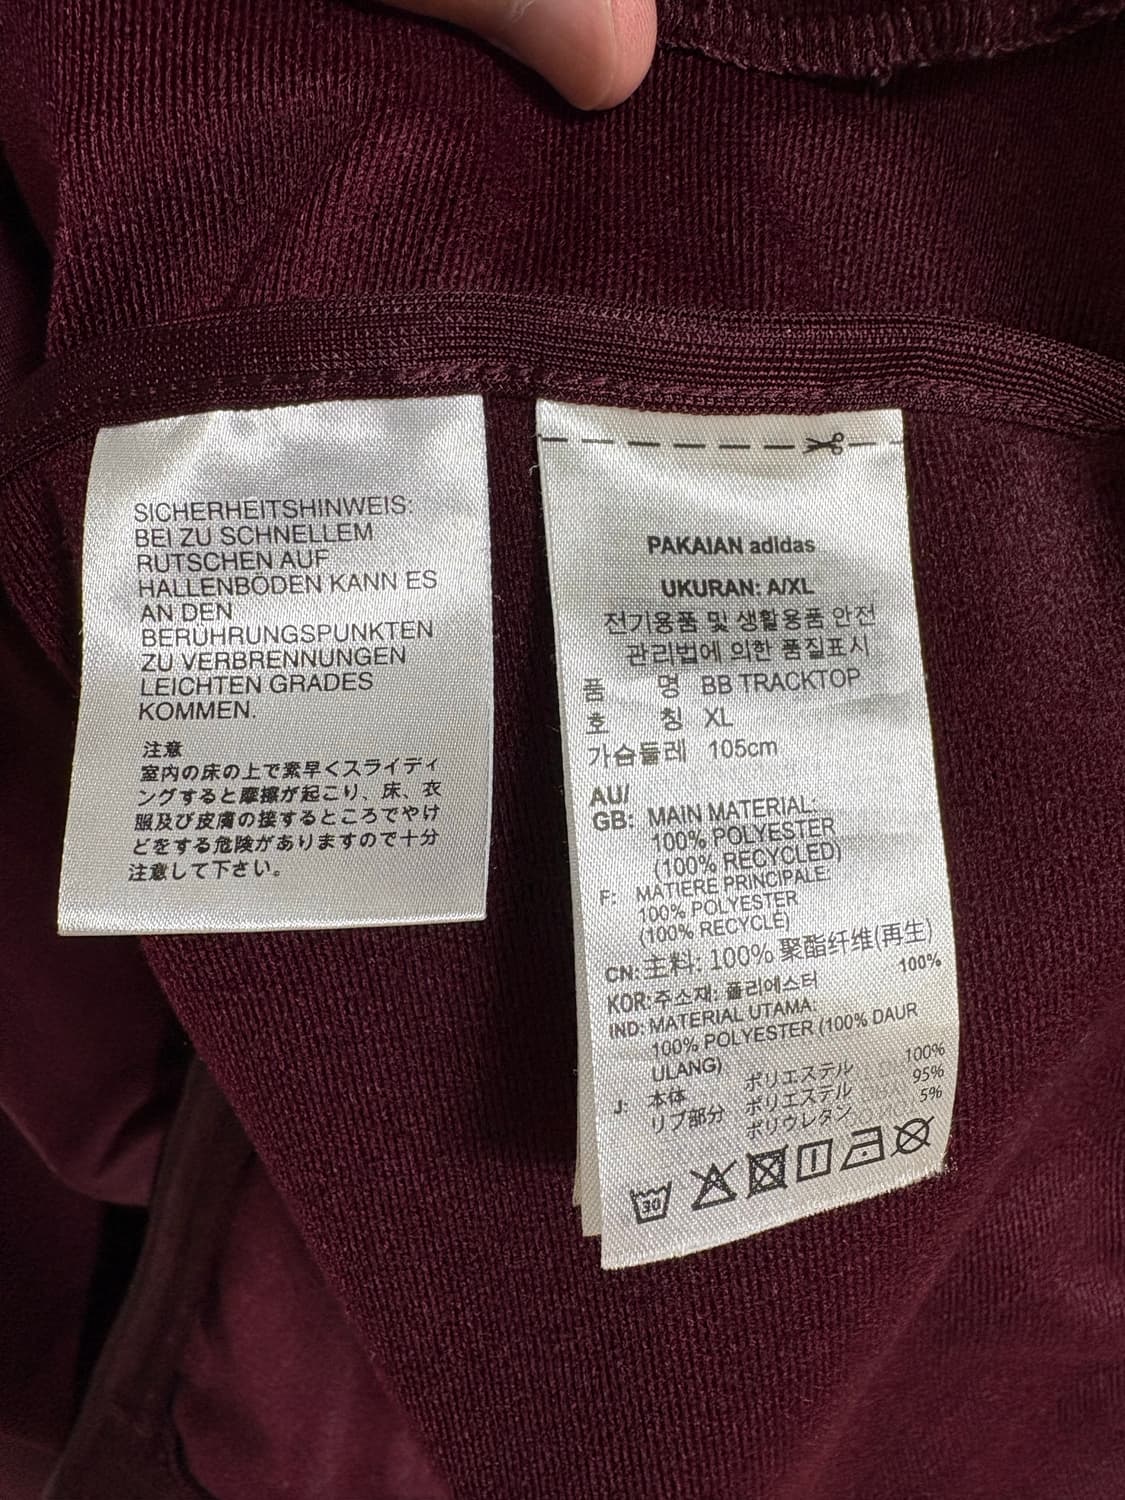 SICHERHEITSHINWEIS:
BEI ZU SCHNELLEM
RUTSCHEN AUF
HALLENBÖDEN KANN ES
AN DEN
BERÜHRUNGSPUNKTEN
ZU VERBRENNUNGEN
LEICHTEN GRADES
KOMMEN.
注意
室内の床の上で素早くスライディ
ングすると摩擦が起こり、床、衣
服及び皮膚の接するところでやけ
どをする危険がありますので十分
注意して下さい。
PAKAIAN adidas
UKURAN: A/XL
전기용품 및 생활용품 안전
관리법에 의한 품질표시
품 명 BB TRACKTOP
호 칭 XL
가슴둘레 105cm
AU/
GB: MAIN MATERIAL:
100% POLYESTER
(100% RECYCLED)
F: MATIERE PRINCIPALE:
100% POLYESTER
(100% RECYCLÉ)
CN: 主料: 100% 聚酯纤维(再生)
KOR: 주소재: 폴리에스터 100%
IND: MATERIAL UTAMA:
100% POLYESTER (100% DAUR
ULANG)
J: 本体 ポリエステル 100%
リブ部分 ポリエステル 95%
ポリウレタン 5%
30